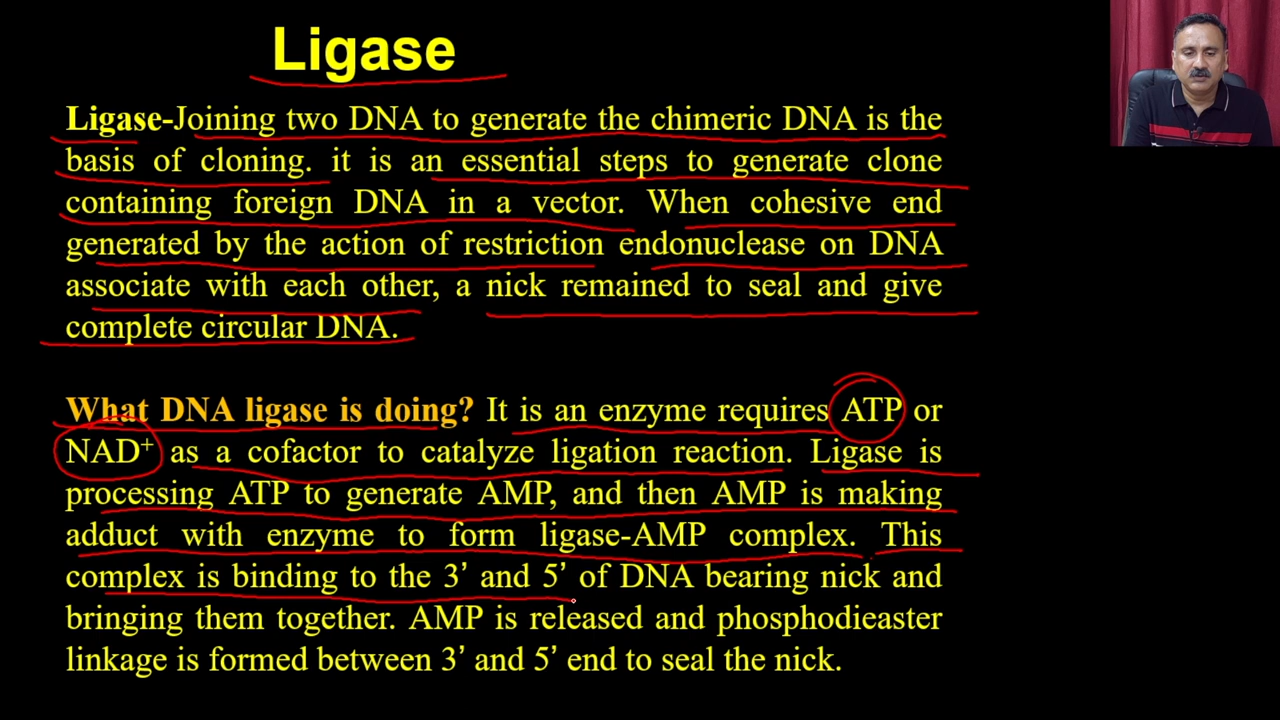 Ligase
Ligase-Joining two DNA to generate the chimeric DNA is the
basis of cloning. it is an essential steps to generate clone
containing foreign DNA in a vector. When cohesive end
generated by the action of restriction endonuclease on DNA
associate with each other, a nick remained to seal and give
complete circular DNA.
What DNA ligase is doing? It is an enzyme requires ATP or
NAD⁺ as a cofactor to catalyze ligation reaction. Ligase is
processing ATP to generate AMP, and then AMP is making
adduct with enzyme to form ligase-AMP complex. This
complex is binding to the 3’ and 5’ of DNA bearing nick and
bringing them together. AMP is released and phosphodieaster
linkage is formed between 3’ and 5’ end to seal the nick.